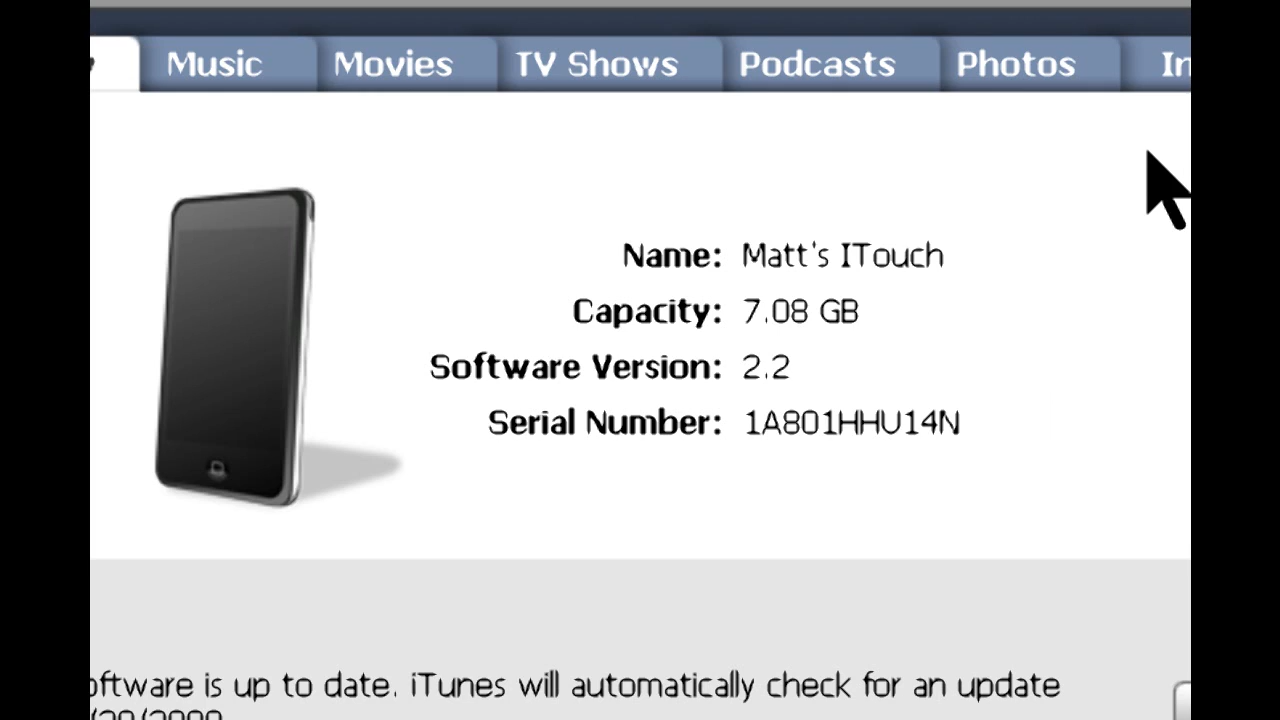 Music Movies TV Shows Podcasts Photos
Name: Matt's ITouch
Capacity: 7.08 GB
Software Version: 2.2
Serial Number: 1A801HHU14N
is up to date. iTunes will automatically check for an update